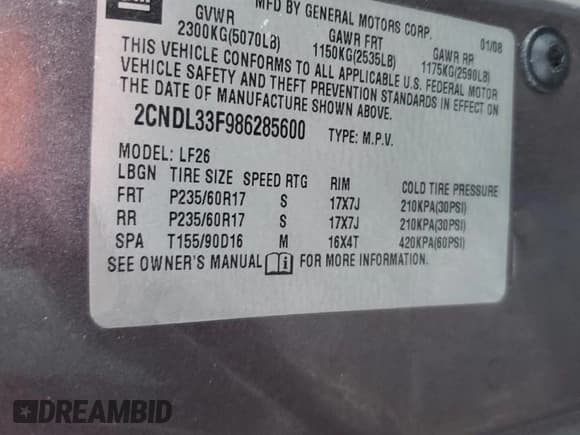 GM
MFD BY GENERAL MOTORS CORP.
01/08
GVWR GAWR FRT GAWR RR
2300KG(5070LB) 1150KG(2535LB) 1175KG(2590LB)
THIS VEHICLE CONFORMS TO ALL APPLICABLE U.S. FEDERAL MOTOR
VEHICLE SAFETY AND THEFT PREVENTION STANDARDS IN EFFECT ON
THE DATE OF MANUFACTURE SHOWN ABOVE.
2CNDL33F986285600 TYPE: M.P.V.
MODEL: LF26
LBGN TIRE SIZE SPEED RTG RIM COLD TIRE PRESSURE
FRT P235/60R17 S 17X7J 210KPA(30PSI)
RR P235/60R17 S 17X7J 210KPA(30PSI)
SPA T155/90D16 M 16X4T 420KPA(60PSI)
SEE OWNER'S MANUAL i FOR MORE INFORMATION.
DREAMBID